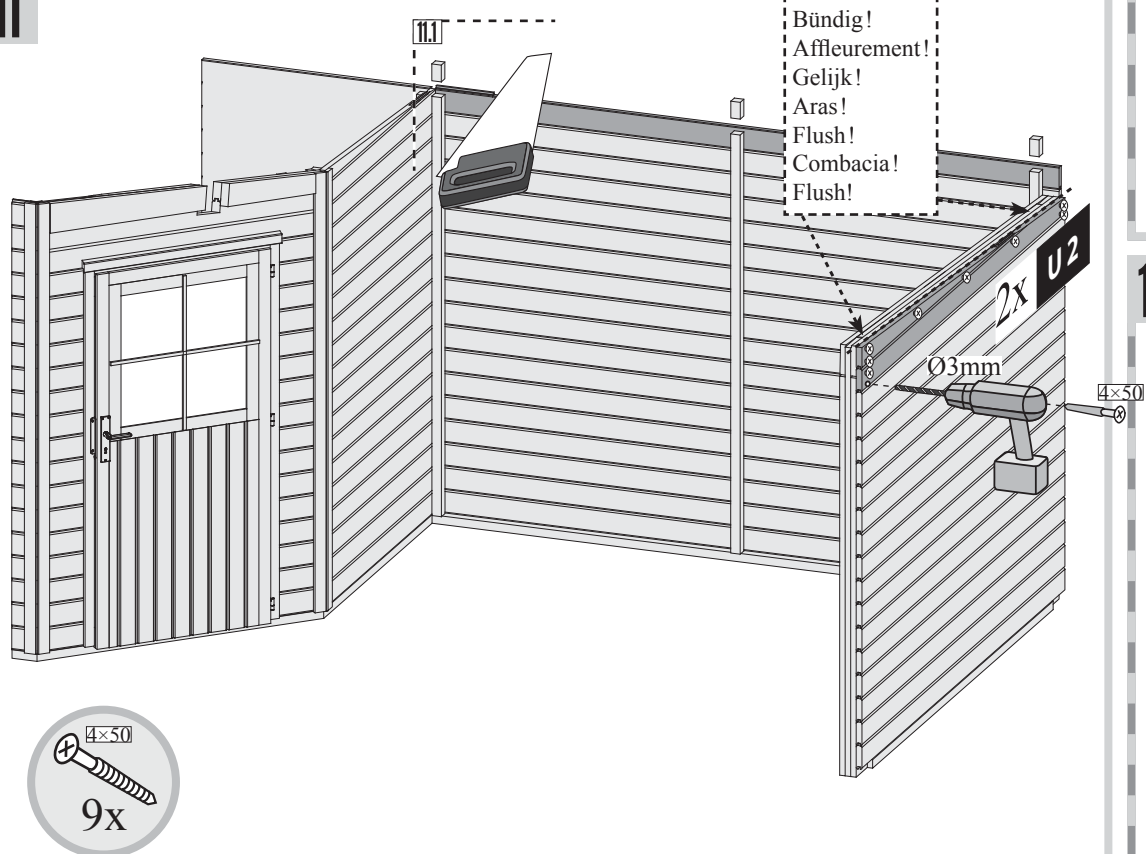 11
11.1
Bündig!
Affleurement!
Gelijk!
Aras!
Flush!
Combacia!
Flush!
2x U2
Ø3mm
4×50
4×50
9x